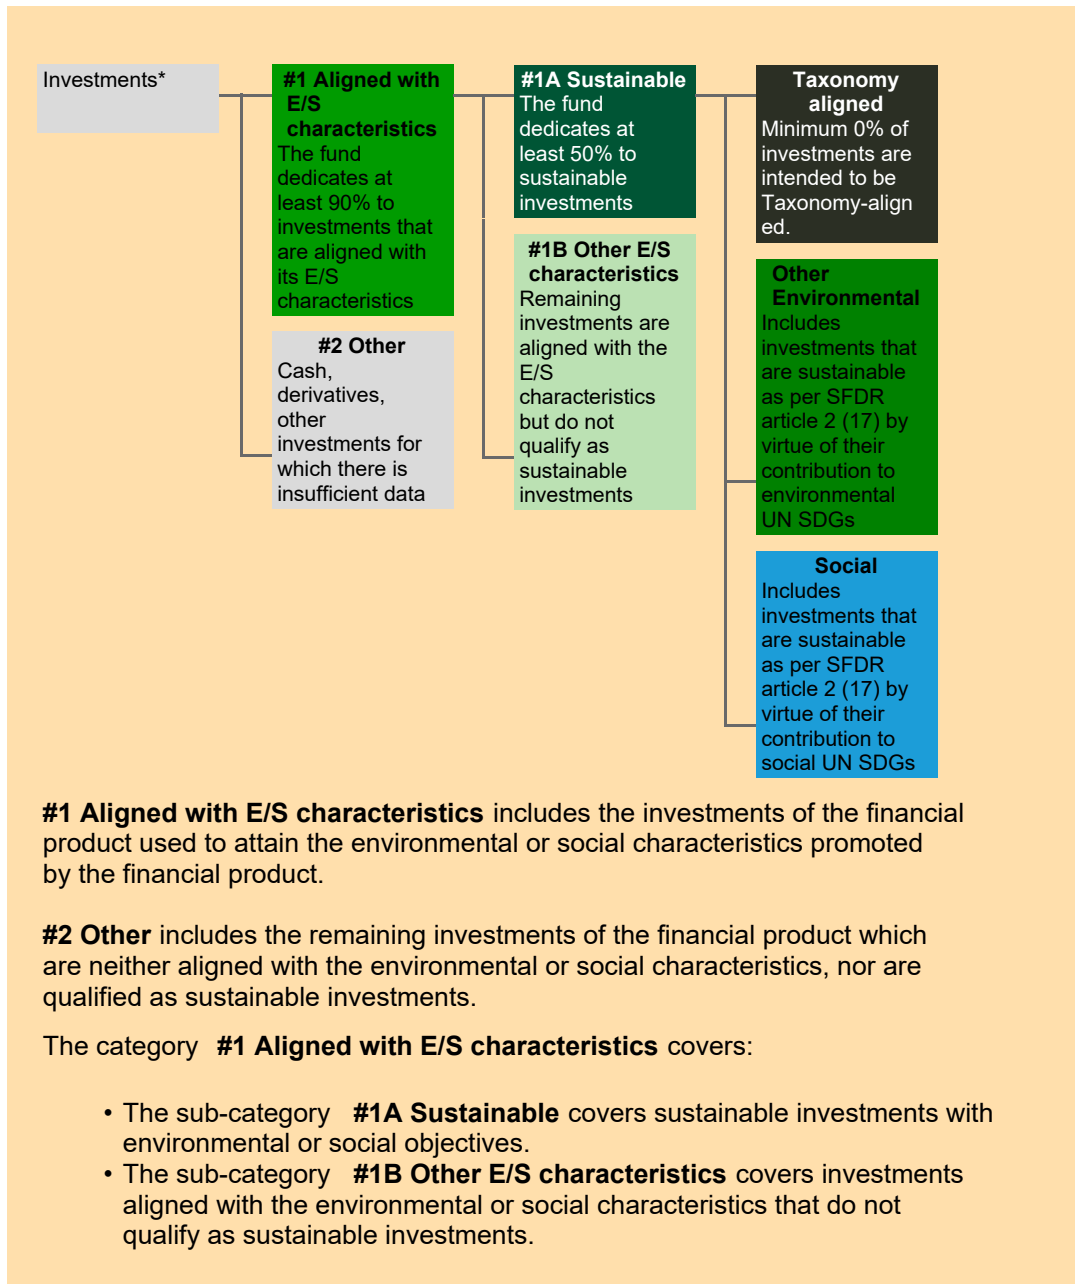 Investments*
#1 Aligned with
E/S
characteristics
The fund
dedicates at
least 90% to
investments that
are aligned with
its E/S
characteristics
#2 Other
Cash,
derivatives,
other
investments for
which there is
insufficient data
#1A Sustainable
The fund
dedicates at
least 50% to
sustainable
investments
#1B Other E/S
characteristics
Remaining
investments are
aligned with the
E/S
characteristics
but do not
qualify as
sustainable
investments
Taxonomy
aligned
Minimum 0% of
investments are
intended to be
Taxonomy-align
ed.
Other
Environmental
Includes
investments that
are sustainable
as per SFDR
article 2 (17) by
virtue of their
contribution to
environmental
UN SDGs
Social
Includes
investments that
are sustainable
as per SFDR
article 2 (17) by
virtue of their
contribution to
social UN SDGs
#1 Aligned with E/S characteristics includes the investments of the financial
product used to attain the environmental or social characteristics promoted
by the financial product.
#2 Other includes the remaining investments of the financial product which
are neither aligned with the environmental or social characteristics, nor are
qualified as sustainable investments.
The category #1 Aligned with E/S characteristics covers:
• The sub-category #1A Sustainable covers sustainable investments with
environmental or social objectives.
• The sub-category #1B Other E/S characteristics covers investments
aligned with the environmental or social characteristics that do not
qualify as sustainable investments.